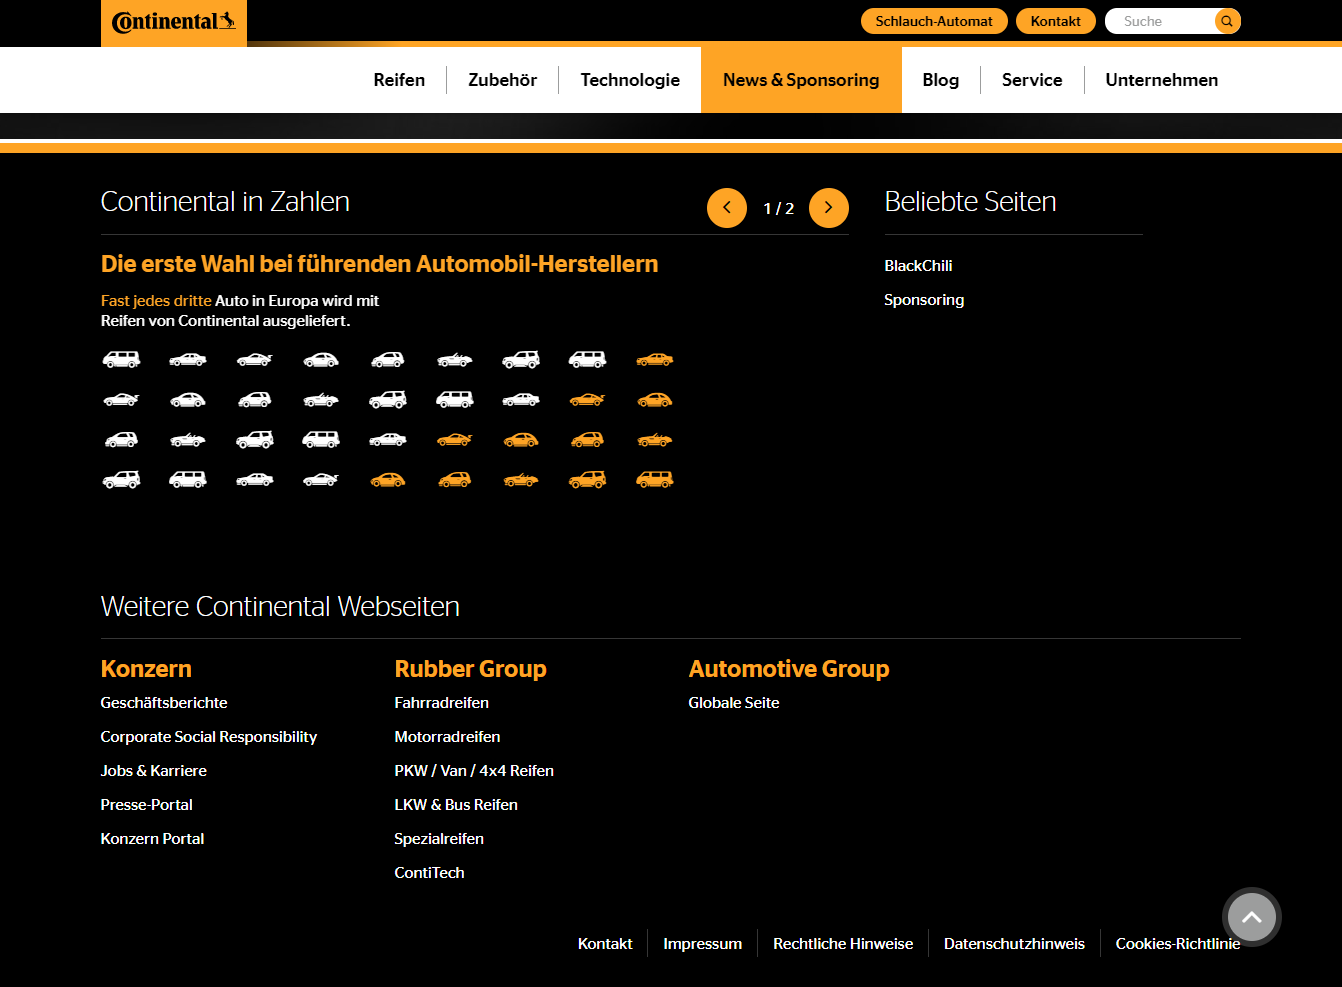 Continental
Schlauch-Automat
Kontakt
Suche
Reifen
Zubehör
Technologie
News & Sponsoring
Blog
Service
Unternehmen
Continental in Zahlen
1 / 2
Beliebte Seiten
Die erste Wahl bei führenden Automobil-Herstellern
Fast jedes dritte Auto in Europa wird mit
Reifen von Continental ausgeliefert.
BlackChili
Sponsoring
Weitere Continental Webseiten
Konzern
Geschäftsberichte
Corporate Social Responsibility
Jobs & Karriere
Presse-Portal
Konzern Portal
Rubber Group
Fahrradreifen
Motorradreifen
PKW / Van / 4x4 Reifen
LKW & Bus Reifen
Spezialreifen
ContiTech
Automotive Group
Globale Seite
Kontakt
Impressum
Rechtliche Hinweise
Datenschutzhinweis
Cookies-Richtlinie